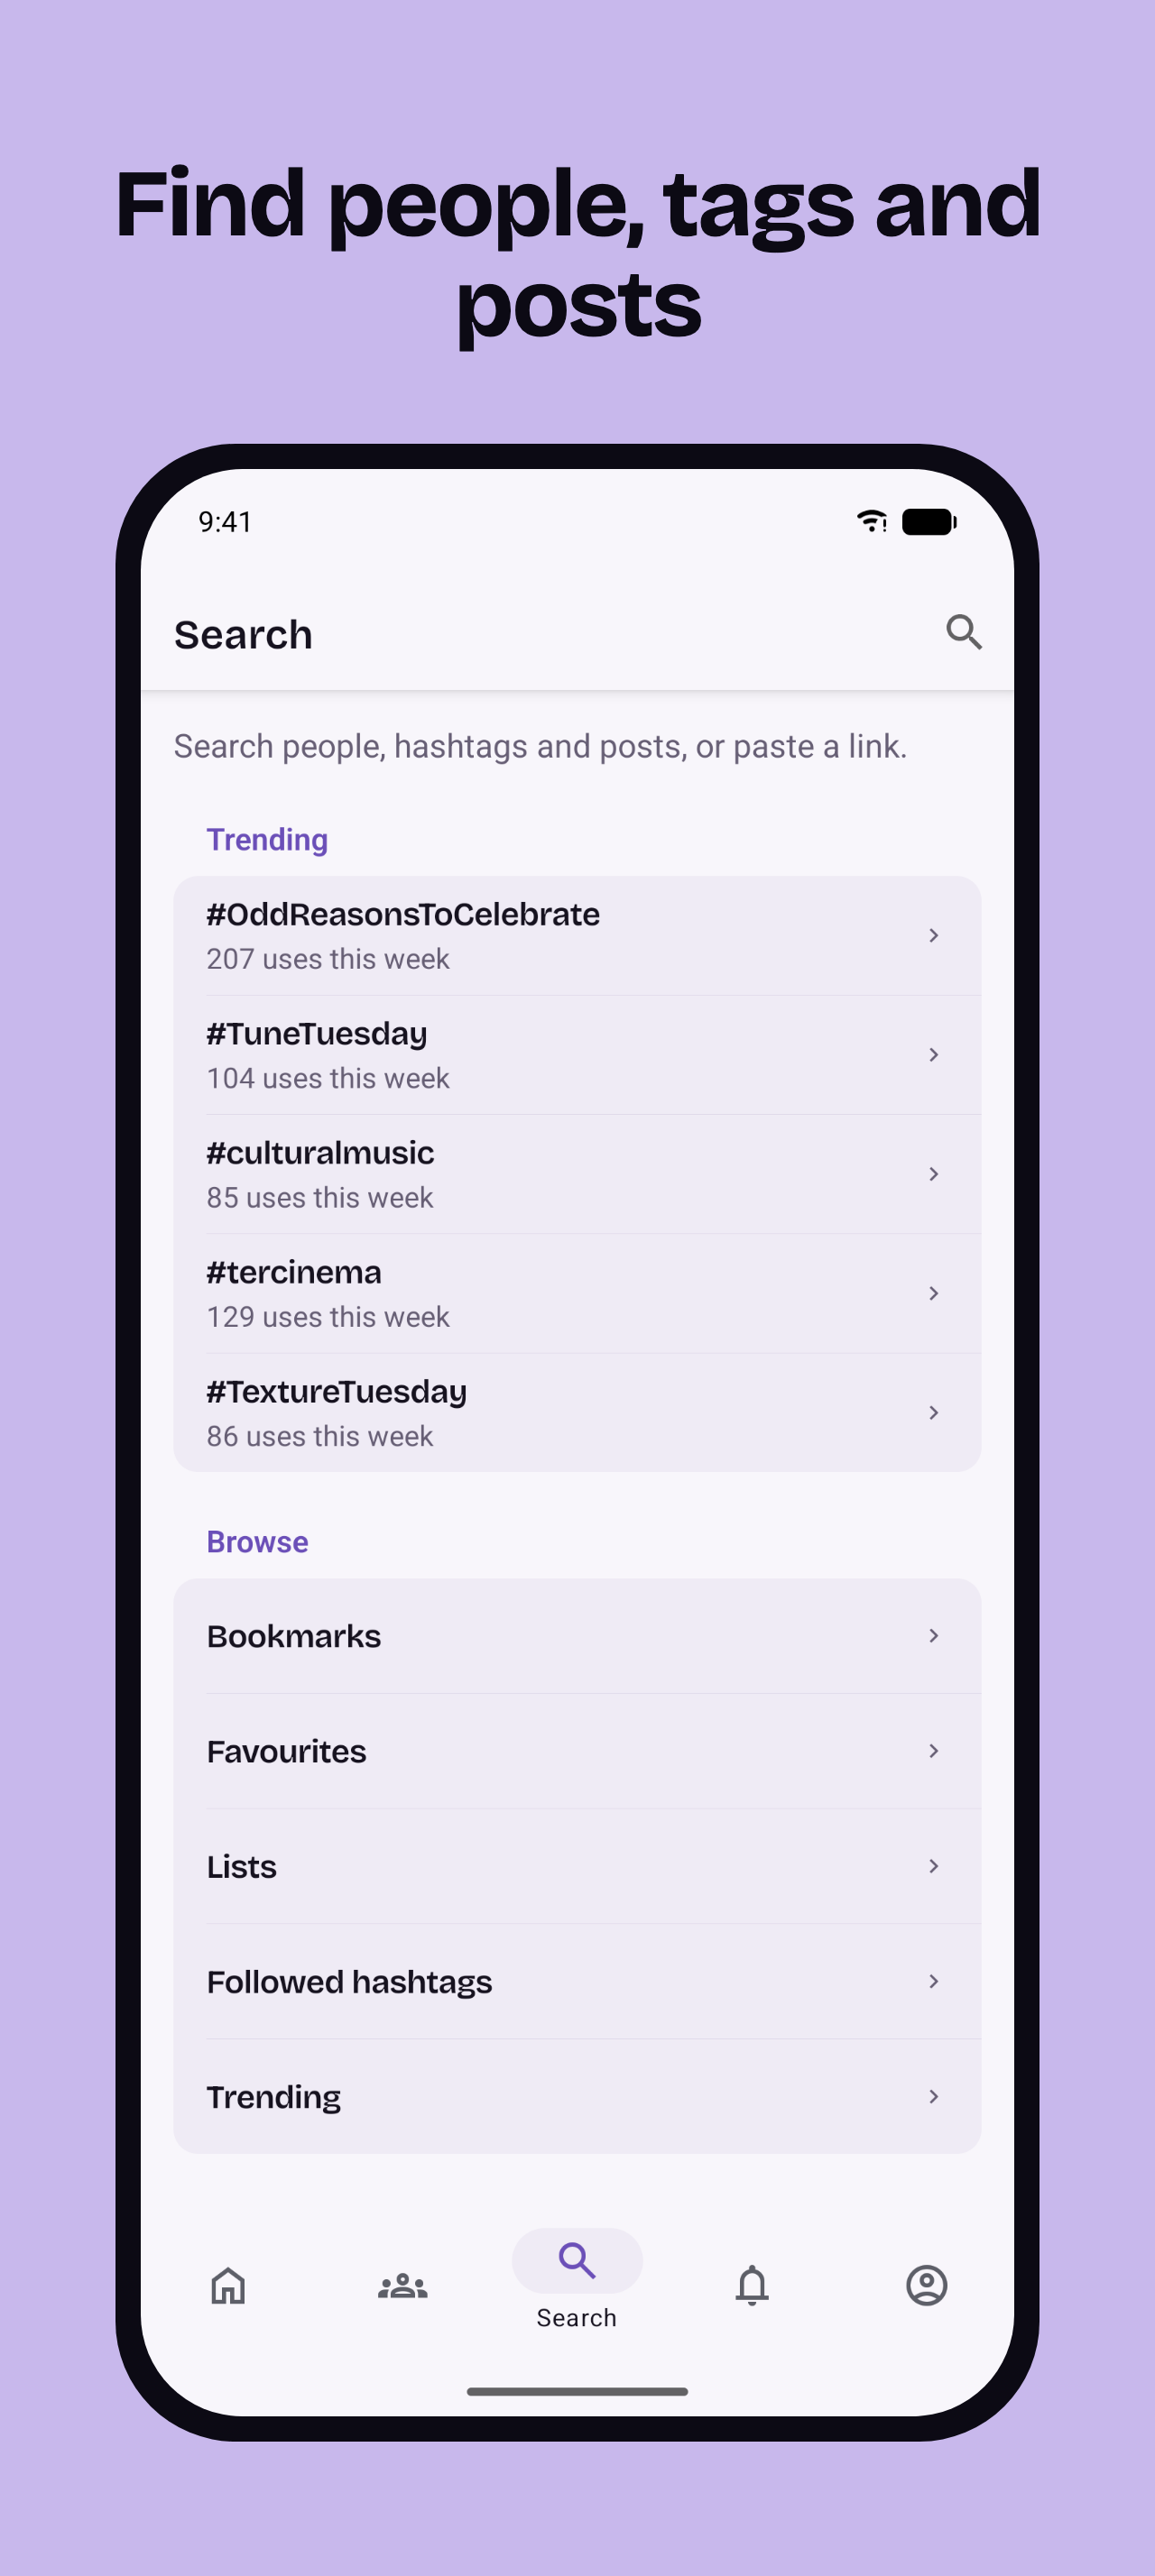 Find people, tags and
posts
9:41
Search
Search people, hashtags and posts, or paste a link.
Trending
#OddReasonsToCelebrate
207 uses this week
#TuneTuesday
104 uses this week
#culturalmusic
85 uses this week
#tercinema
129 uses this week
#TextureTuesday
86 uses this week
Browse
Bookmarks
Favourites
Lists
Followed hashtags
Trending
Search